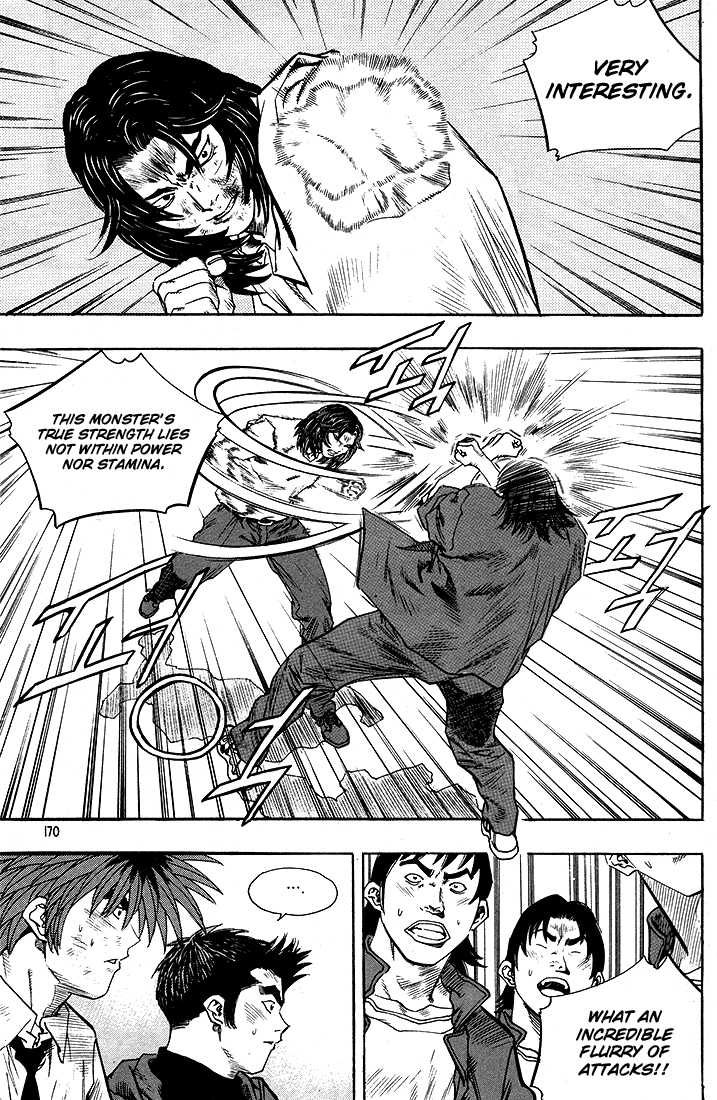 VERY
INTERESTING.
THIS MONSTER'S
TRUE STRENGTH LIES
NOT WITHIN POWER
NOR STAMINA.
170
...
WHAT AN
INCREDIBLE
FLURRY OF
ATTACKS!!